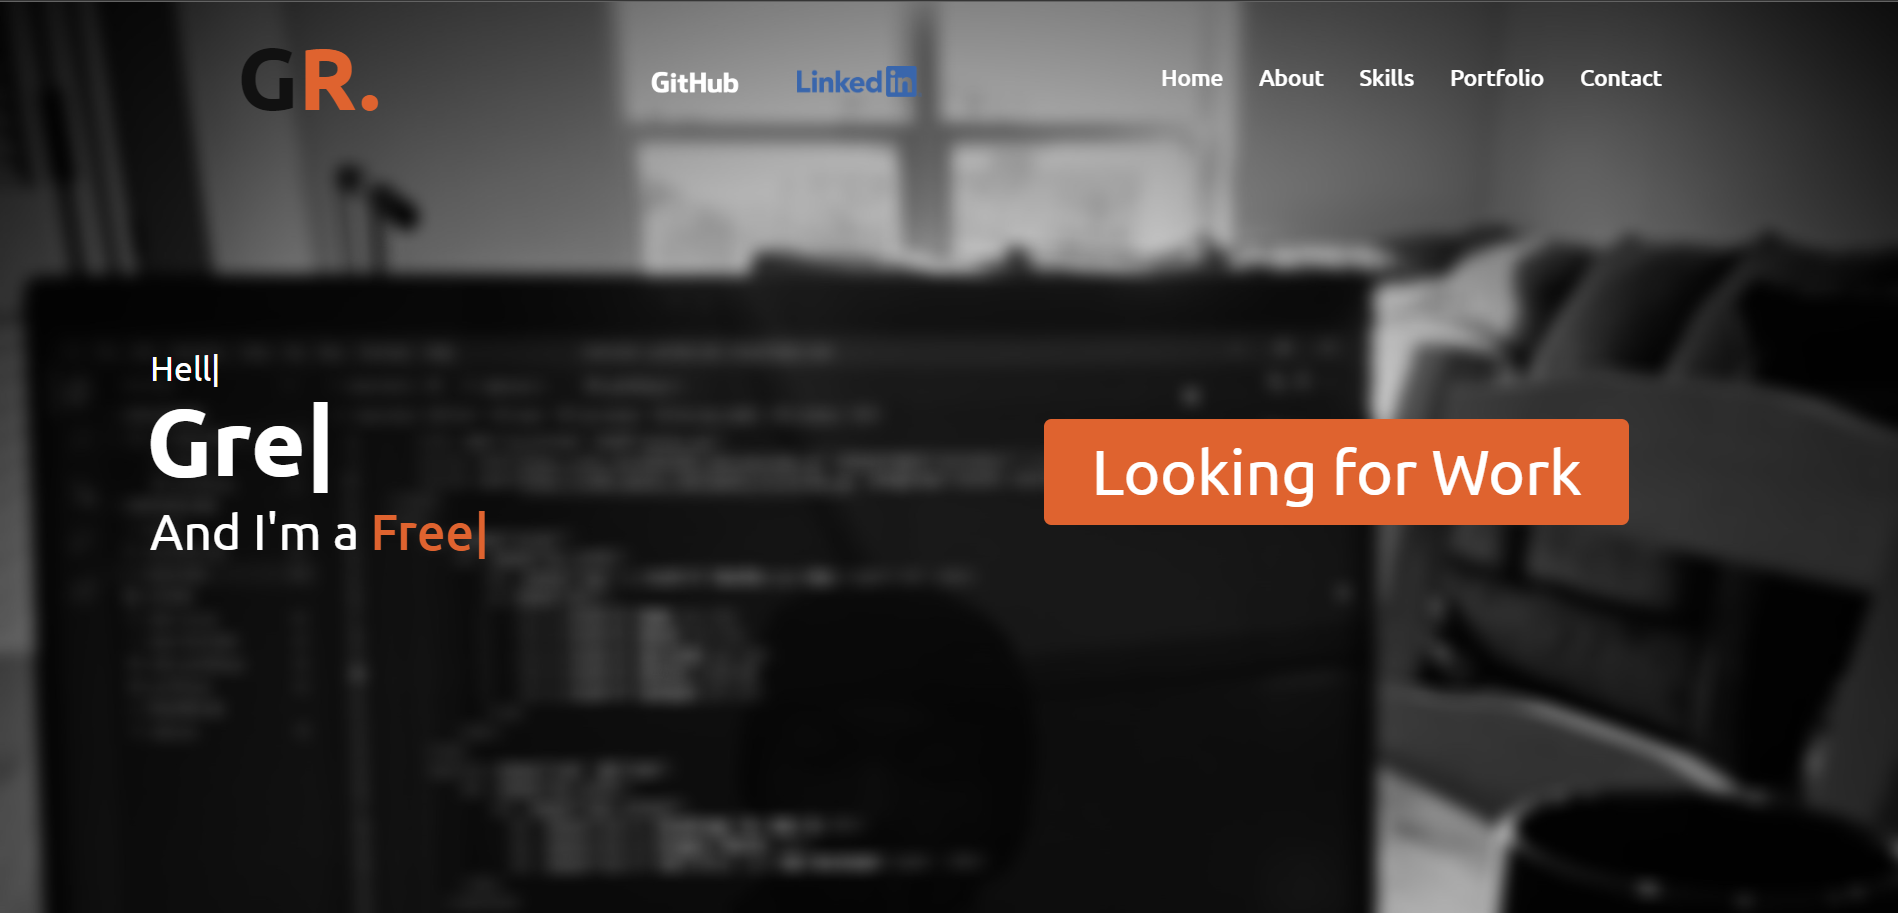 GR.
GitHub
LinkedIn
Home About Skills Portfolio Contact
Hell|
Gre|
And I'm a Free|
Looking for Work